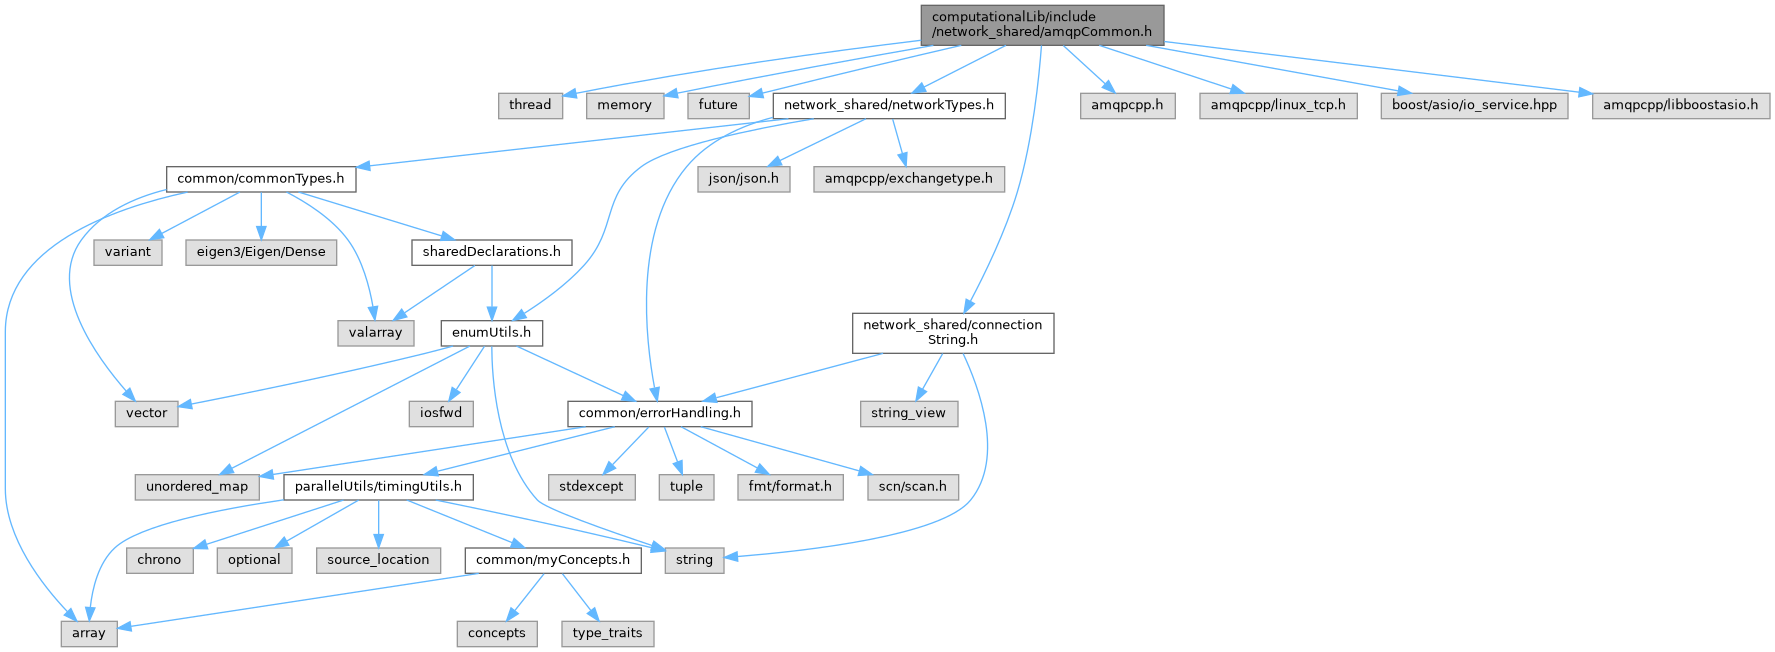 computationalLib/include
/network_shared/amqpCommon.h
thread
memory
future
network_shared/networkTypes.h
amqpcpp.h
amqpcpp/linux_tcp.h
boost/asio/io_service.hpp
amqpcpp/libboostasio.h
common/commonTypes.h
json/json.h
amqpcpp/exchangetype.h
variant
eigen3/Eigen/Dense
sharedDeclarations.h
valarray
enumUtils.h
network_shared/connection
String.h
vector
iosfwd
common/errorHandling.h
string_view
unordered_map
parallelUtils/timingUtils.h
stdexcept
tuple
fmt/format.h
scn/scan.h
chrono
optional
source_location
common/myConcepts.h
string
array
concepts
type_traits